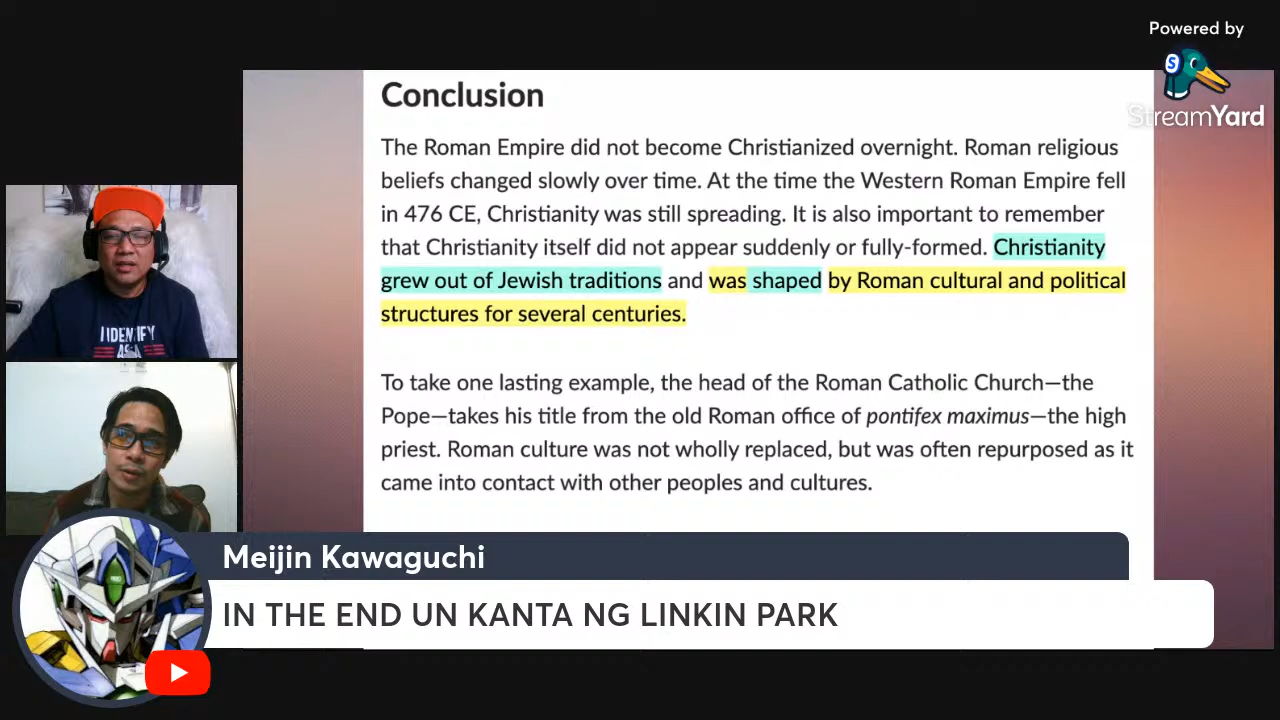 Powered by
StreamYard
Conclusion
The Roman Empire did not become Christianized overnight. Roman religious
beliefs changed slowly over time. At the time the Western Roman Empire fell
in 476 CE, Christianity was still spreading. It is also important to remember
that Christianity itself did not appear suddenly or fully-formed. Christianity
grew out of Jewish traditions and was shaped by Roman cultural and political
structures for several centuries.
To take one lasting example, the head of the Roman Catholic Church—the
Pope—takes his title from the old Roman office of pontifex maximus—the high
priest. Roman culture was not wholly replaced, but was often repurposed as it
came into contact with other peoples and cultures.
I IDENTIFY
Meijin Kawaguchi
IN THE END UN KANTA NG LINKIN PARK